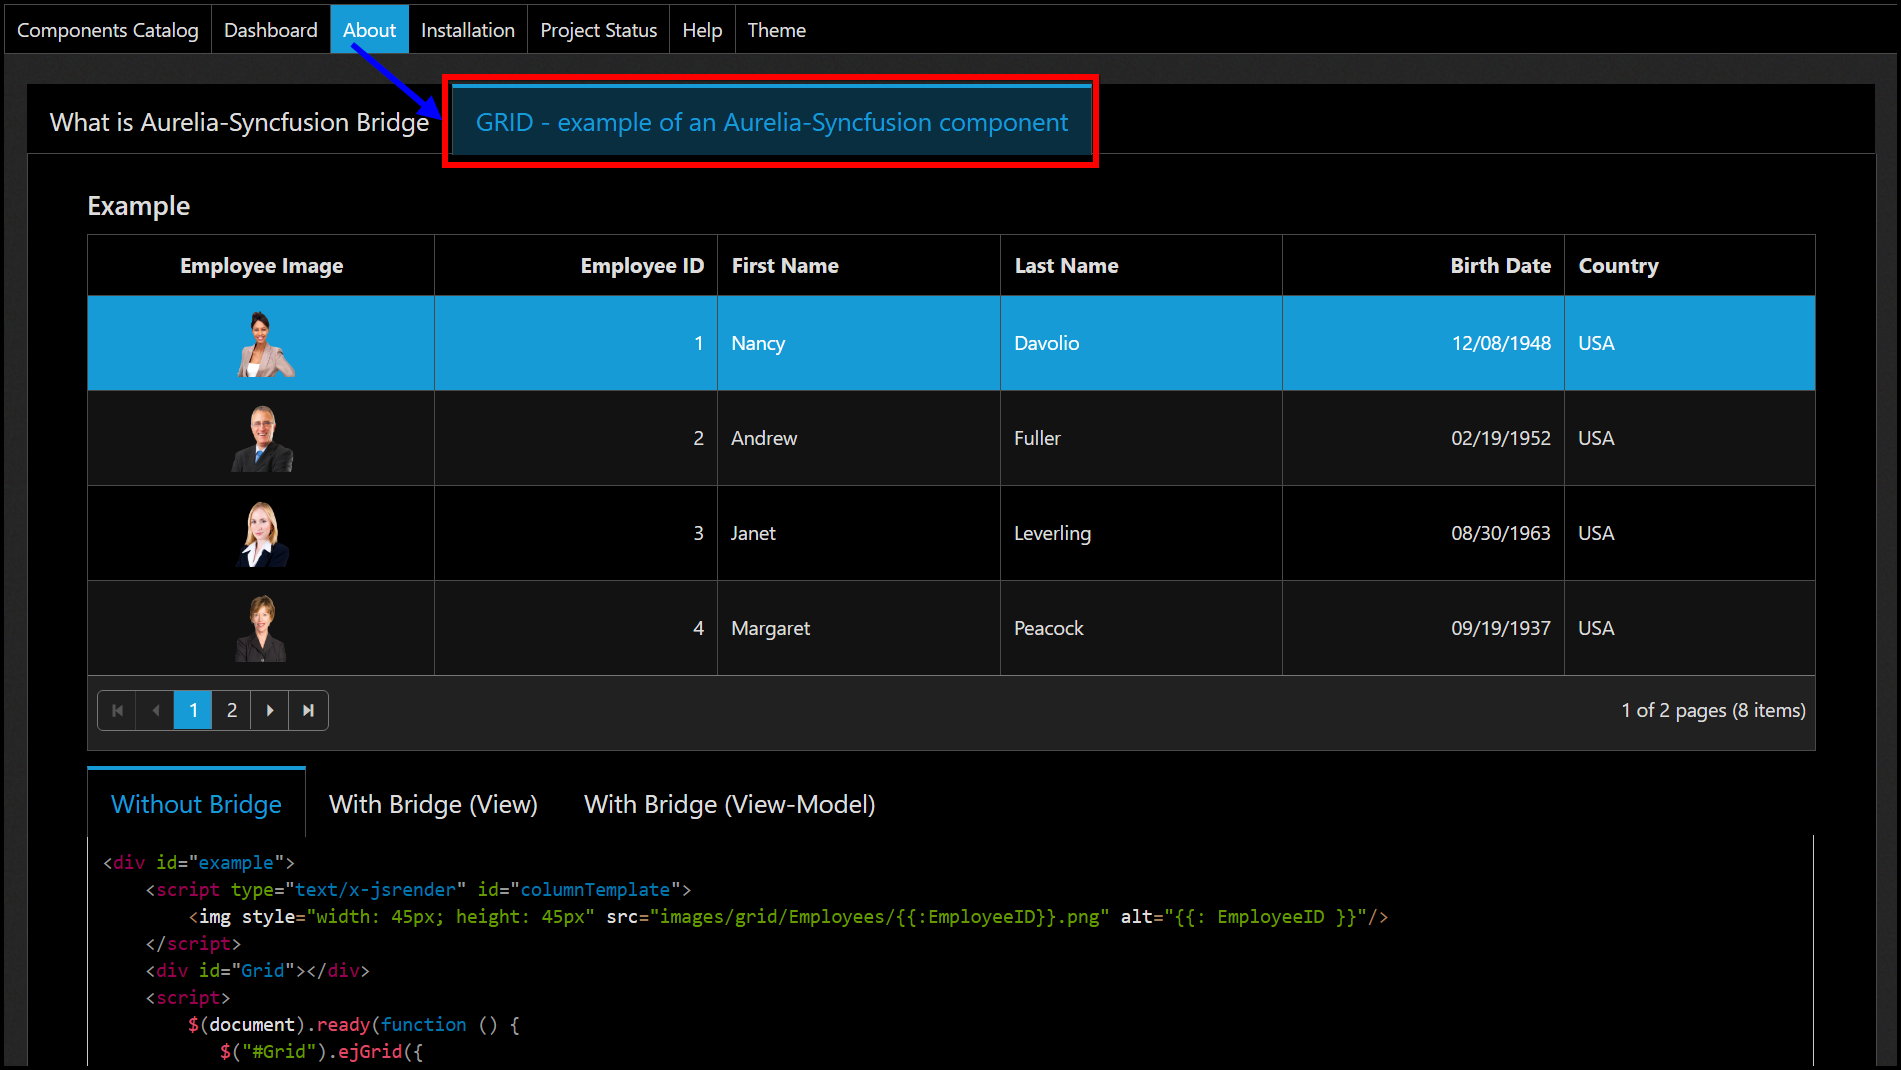 Components Catalog Dashboard About Installation Project Status Help Theme
What is Aurelia-Syncfusion Bridge GRID - example of an Aurelia-Syncfusion component
Example
Employee Image Employee ID First Name Last Name Birth Date Country
1 Nancy Davolio 12/08/1948 USA
2 Andrew Fuller 02/19/1952 USA
3 Janet Leverling 08/30/1963 USA
4 Margaret Peacock 09/19/1937 USA
1 2 1 of 2 pages (8 items)
Without Bridge With Bridge (View) With Bridge (View-Model)
<div id="example">
    <script type="text/x-jsrender" id="columnTemplate">
        <img style="width: 45px; height: 45px" src="images/grid/Employees/{{:EmployeeID}}.png" alt="{{: EmployeeID }}"/>
    </script>
    <div id="Grid"></div>
    <script>
        $(document).ready(function () {
           $("#Grid").ejGrid({